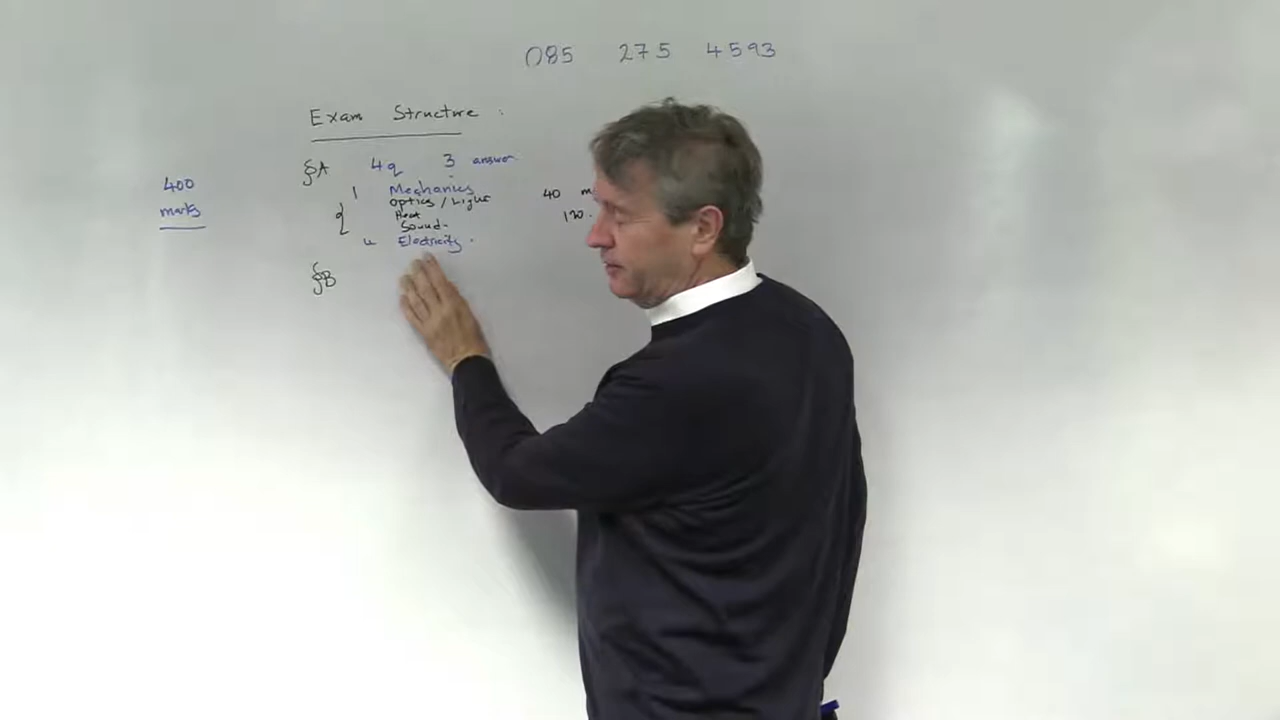 085 275 4593
Exam Structure :
§A 4q 3 answer
400 marks
1 Mechanics 40 m
Optics / Light
Heat 120.
Sound.
4 Electricity.
§B